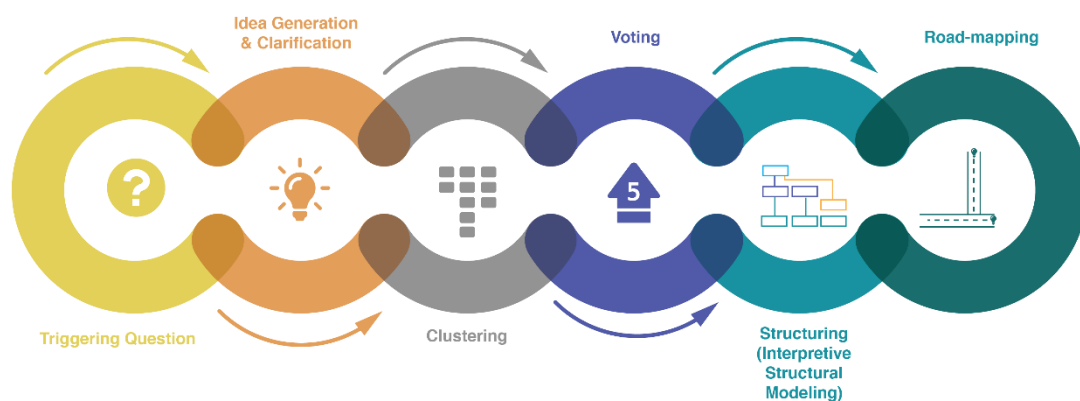 Triggering Question
?
Idea Generation
& Clarification
Clustering
Voting
5
Structuring
(Interpretive
Structural
Modeling)
Road-mapping